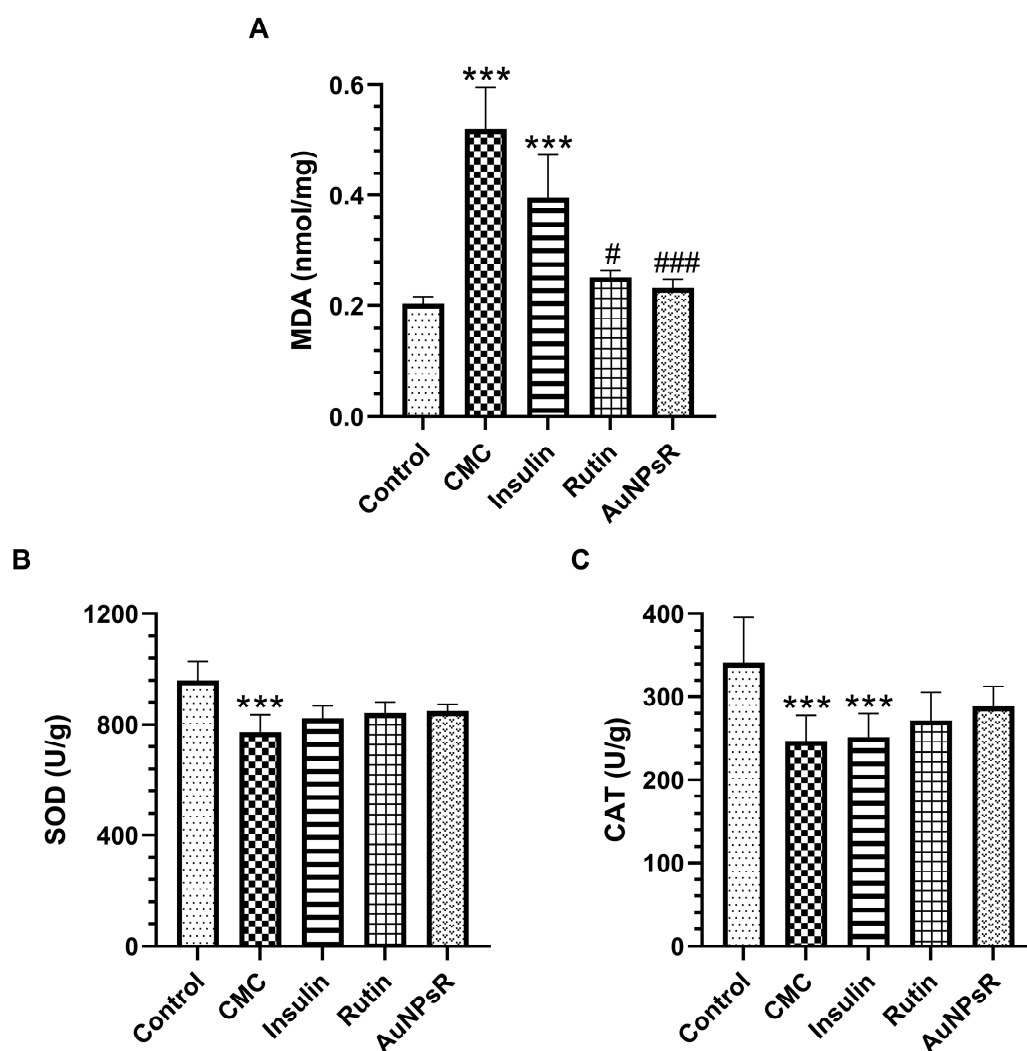 A
MDA (nmol/mg)
0.6
0.4
0.2
0.0
***
***
#
###
Control
CMC
Insulin
Rutin
AuNPsR
B
SOD (U/g)
1200
800
400
0
***
Control
CMC
Insulin
Rutin
AuNPsR
C
CAT (U/g)
400
300
200
100
0
***
***
Control
CMC
Insulin
Rutin
AuNPsR